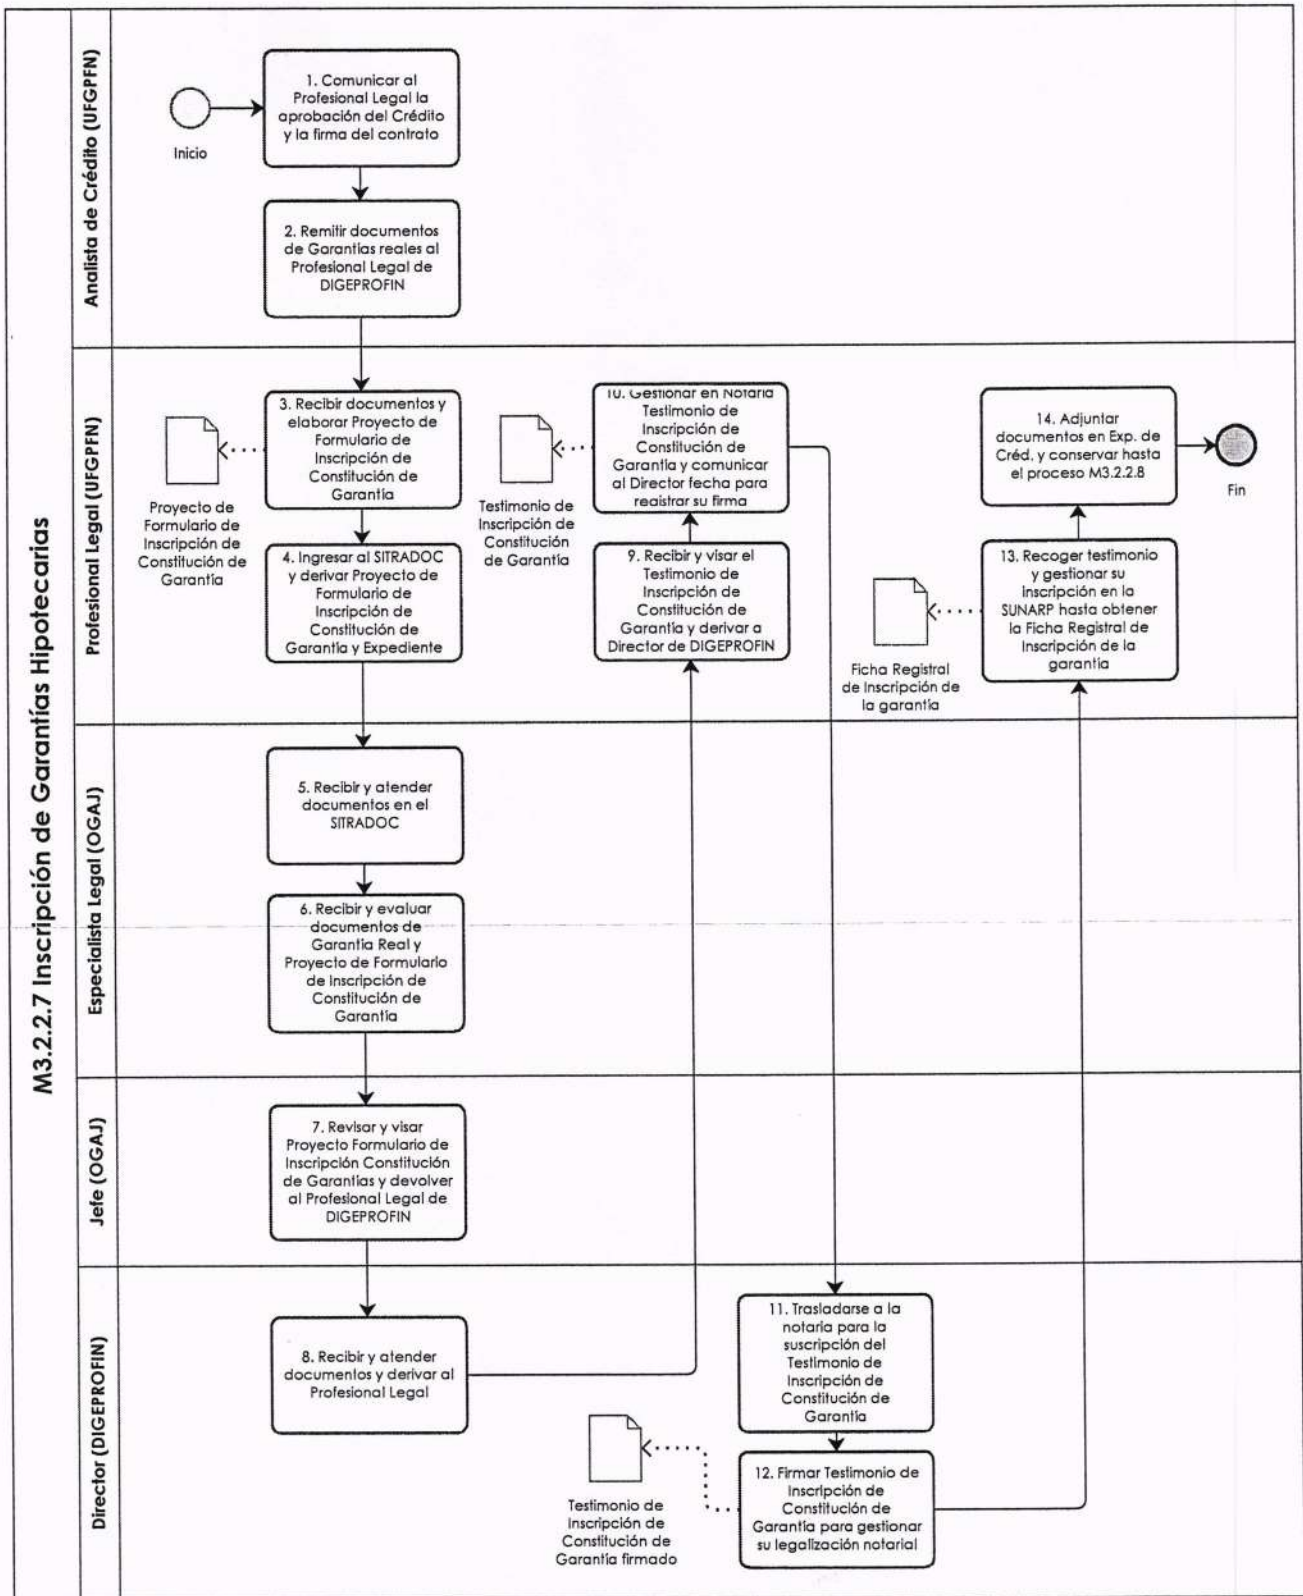 M3.2.2.7 Inscripción de Garantías Hipotecarias
Analista de Crédito (UFGPFN)
Inicio
1. Comunicar al
Profesional Legal la
aprobación del Crédito
y la firma del contrato
2. Remitir documentos
de Garantías reales al
Profesional Legal de
DIGEPROFIN
Profesional Legal (UFGPFN)
3. Recibir documentos y
elaborar Proyecto de
Formulario de
Inscripción de
Constitución de
Garantía
Proyecto de
Formulario de
Inscripción de
Constitución de
Garantía
4. Ingresar al SITRADOC
y derivar Proyecto de
Formulario de
Inscripción de
Constitución de
Garantía y Expediente
10. Gestionar en Notaria
Testimonio de
Inscripción de
Constitución de
Garantía y comunicar
al Director fecha para
registrar su firma
Testimonio de
Inscripción de
Constitución
de Garantía
9. Recibir y visar el
Testimonio de
Inscripción de
Constitución de
Garantía y derivar a
Director de DIGEPROFIN
14. Adjuntar
documentos en Exp. de
Créd, y conservar hasta
el proceso M3.2.2.8
Fin
13. Recoger testimonio
y gestionar su
inscripción en la
SUNARP hasta obtener
la Ficha Registral de
Inscripción de la
garantía
Ficha Registral
de Inscripción de
la garantía
Especialista Legal (OGAJ)
5. Recibir y atender
documentos en el
SITRADOC
6. Recibir y evaluar
documentos de
Garantía Real y
Proyecto de Formulario
de Inscripción de
Constitución de
Garantía
Jefe (OGAJ)
7. Revisar y visar
Proyecto Formulario de
Inscripción Constitución
de Garantías y devolver
al Profesional Legal de
DIGEPROFIN
Director (DIGEPROFIN)
8. Recibir y atender
documentos y derivar al
Profesional Legal
11. Trasladarse a la
notaria para la
suscripción del
Testimonio de
Inscripción de
Constitución de
Garantía
12. Firmar Testimonio de
Inscripción de
Constitución de
Garantía para gestionar
su legalización notarial
Testimonio de
Inscripción de
Constitución de
Garantía firmado